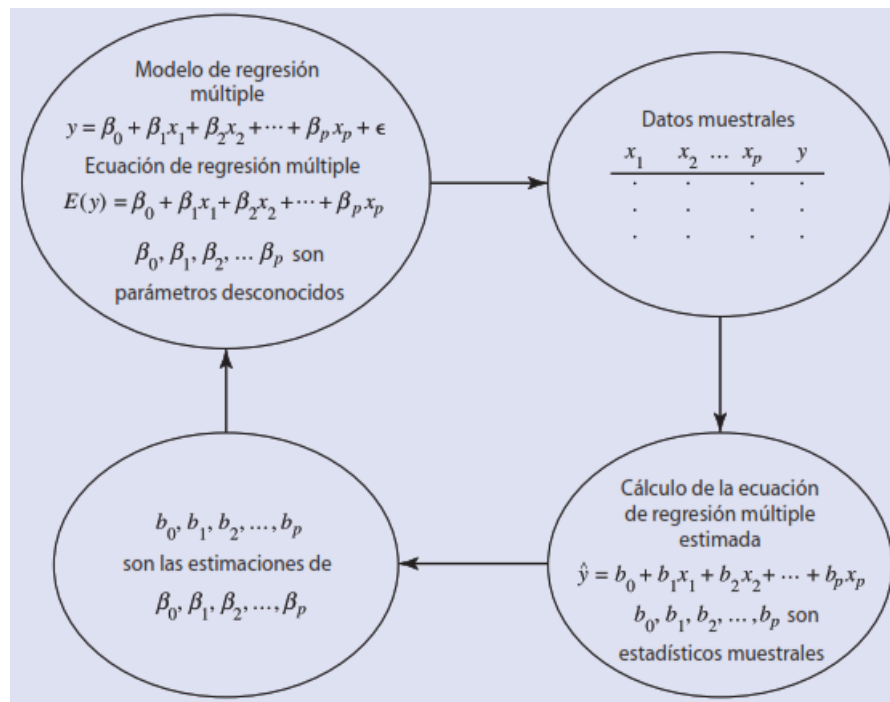 Modelo de regresión
múltiple
y = β₀ + β₁x₁ + β₂x₂ + ··· + βₚxₚ + ϵ
Ecuación de regresión múltiple
E(y) = β₀ + β₁x₁ + β₂x₂ + ··· + βₚxₚ
β₀, β₁, β₂, ... βₚ son
parámetros desconocidos
Datos muestrales
x₁ x₂ ... xₚ y
. . . .
. . . .
. . . .
Cálculo de la ecuación
de regresión múltiple
estimada
ŷ = b₀ + b₁x₁ + b₂x₂ + ··· + bₚxₚ
b₀, b₁, b₂, ..., bₚ son
estadísticos muestrales
b₀, b₁, b₂, ..., bₚ
son las estimaciones de
β₀, β₁, β₂, ..., βₚ